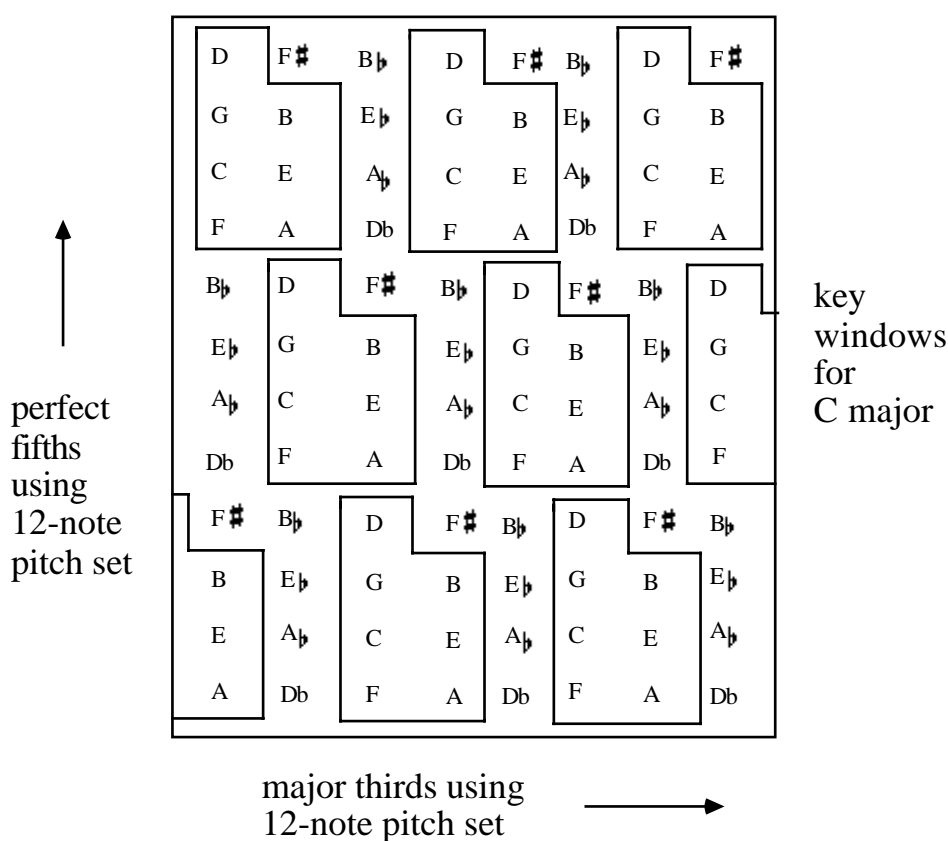 D F♯ B♭ D F♯ B♭ D F♯
G B E♭ G B E♭ G B
C E A♭ C E A♭ C E
F A Db F A Db F A
B♭ D F♯ B♭ D F♯ B♭ D
E♭ G B E♭ G B E♭ G
A♭ C E A♭ C E A♭ C
Db F A Db F A Db F
F♯ B♭ D F♯ B♭ D F♯ B♭
B E♭ G B E♭ G B E♭
E A♭ C E A♭ C E A♭
A Db F A Db F A Db
perfect
fifths
using
12-note
pitch set
key
windows
for
C major
major thirds using
12-note pitch set